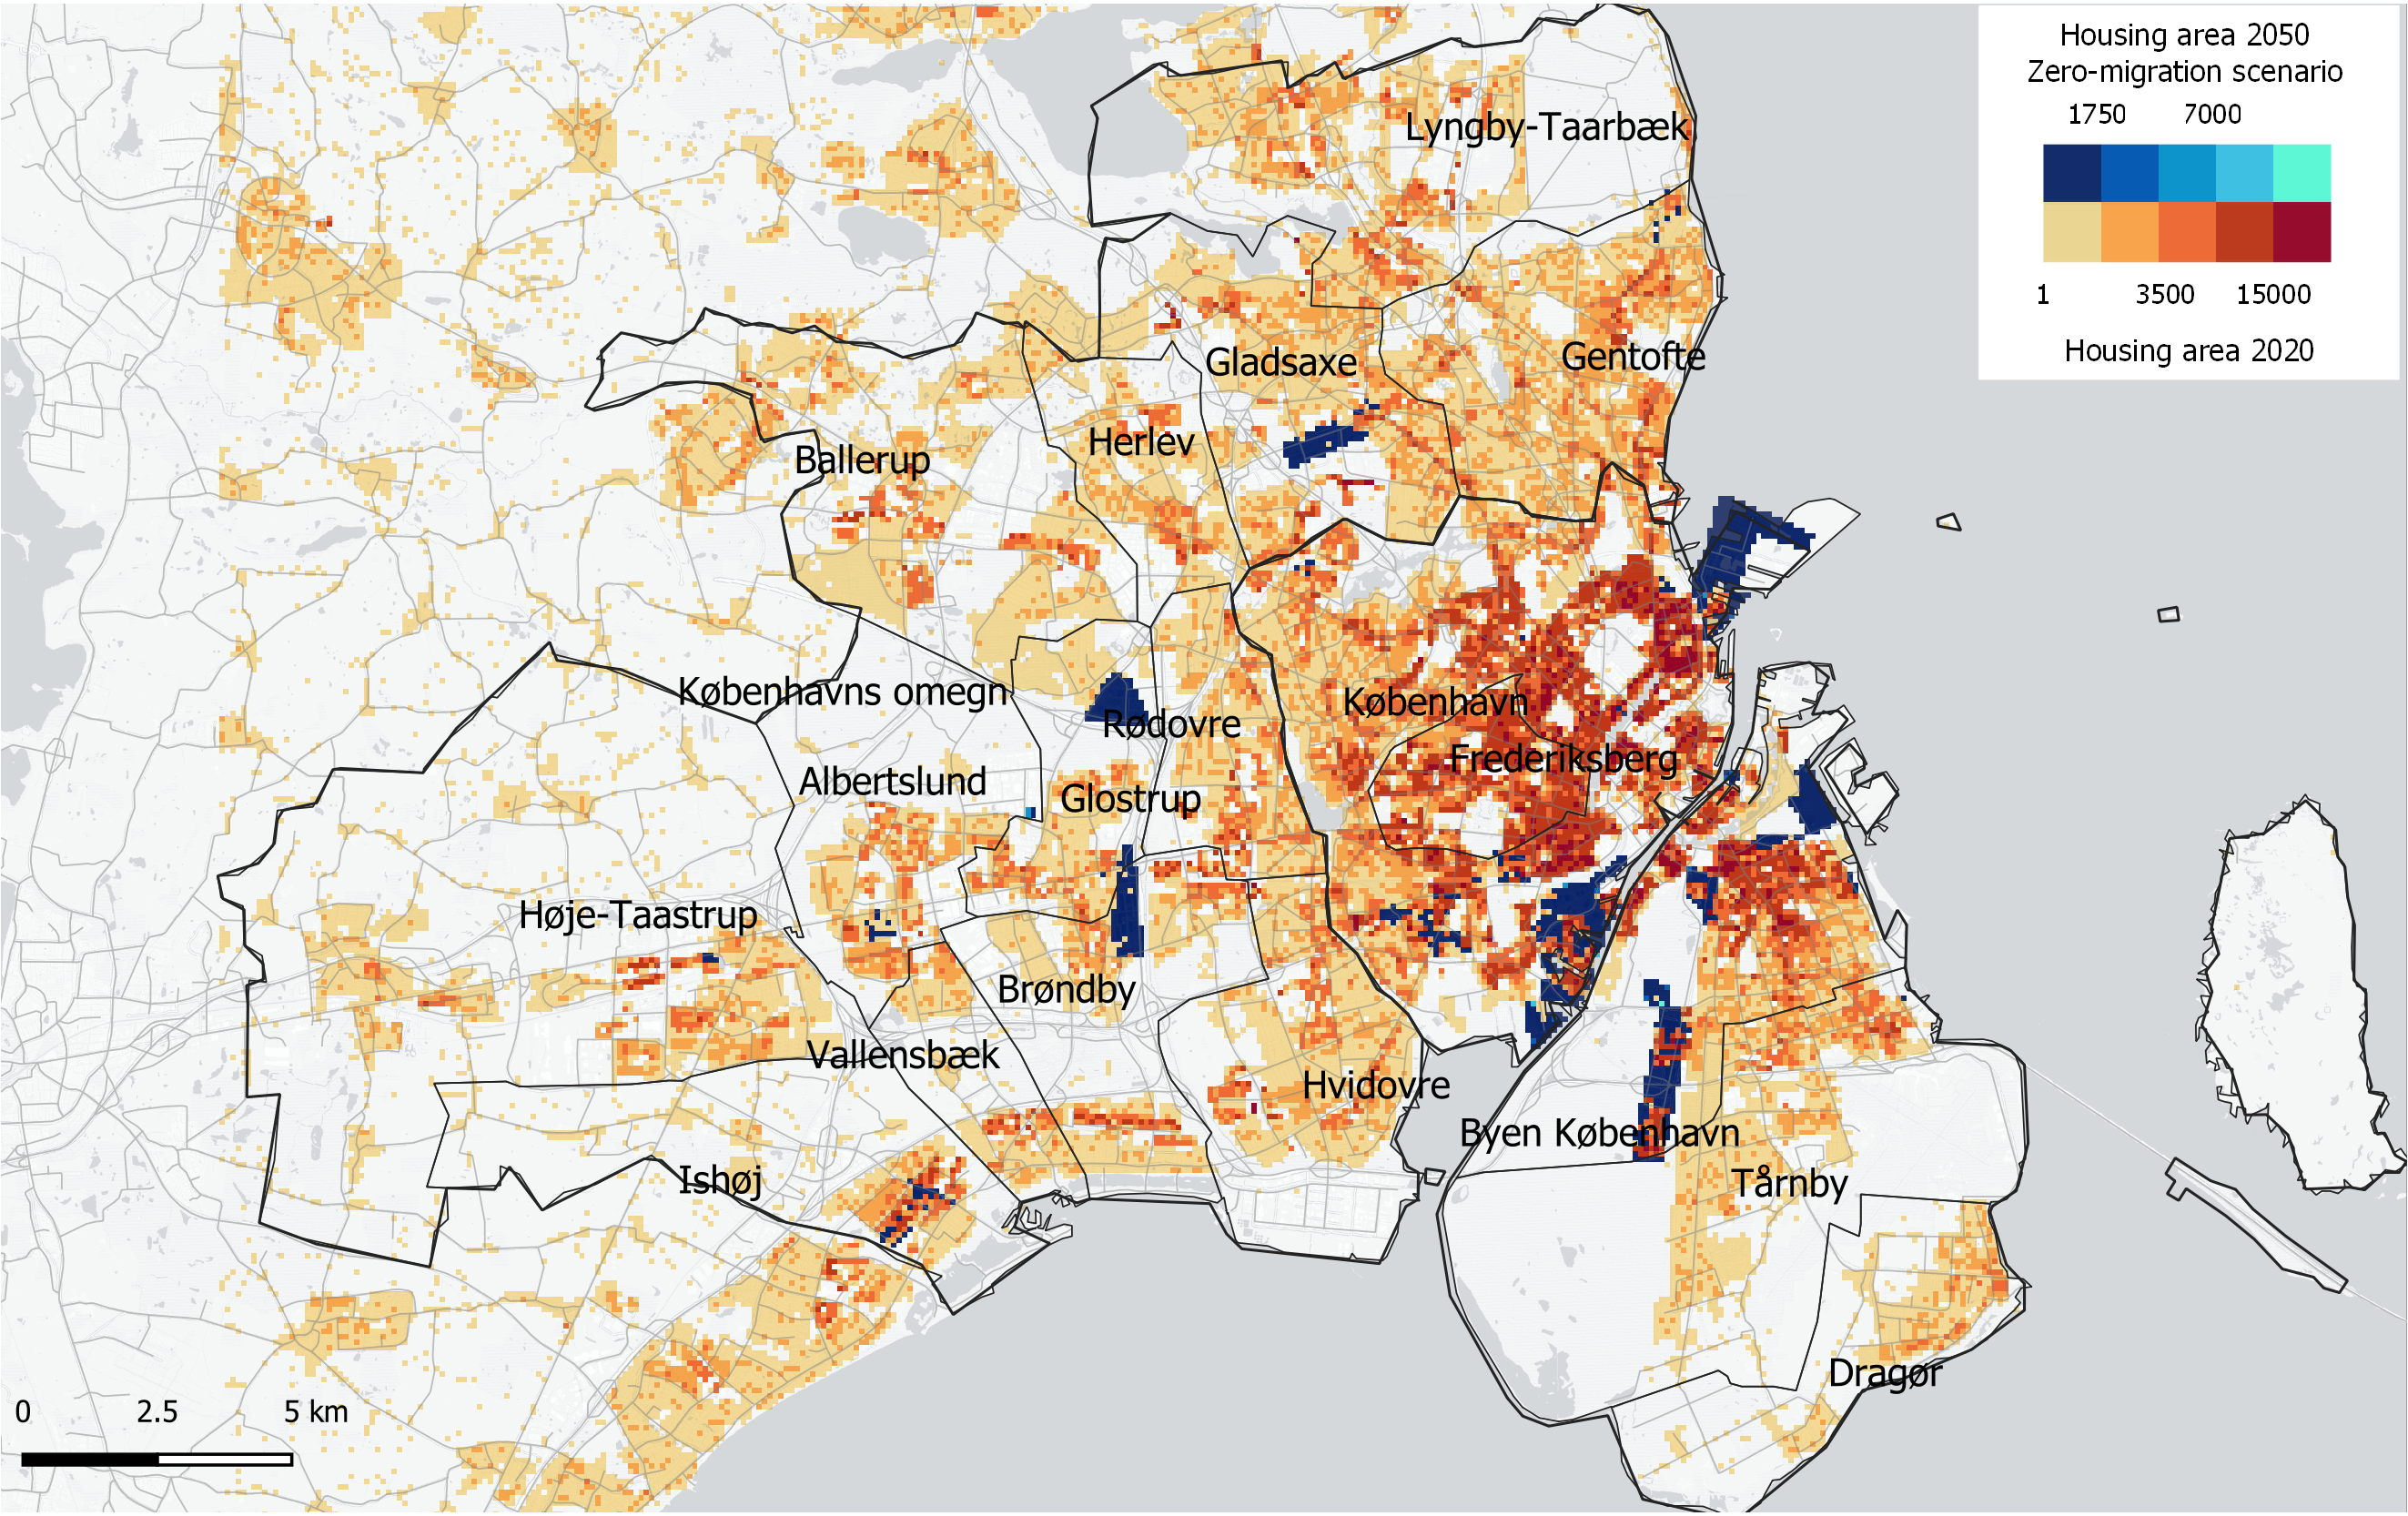 Housing area 2050
Zero-migration scenario
1750 7000
1 3500 15000
Housing area 2020
Lyngby-Taarbæk
Gladsaxe
Gentofte
Herlev
Ballerup
Københavns omegn
København
Rødovre
Frederiksberg
Albertslund
Glostrup
Høje-Taastrup
Brøndby
Vallensbæk
Hvidovre
Byen København
Ishøj
Tårnby
Dragør
0 2.5 5 km